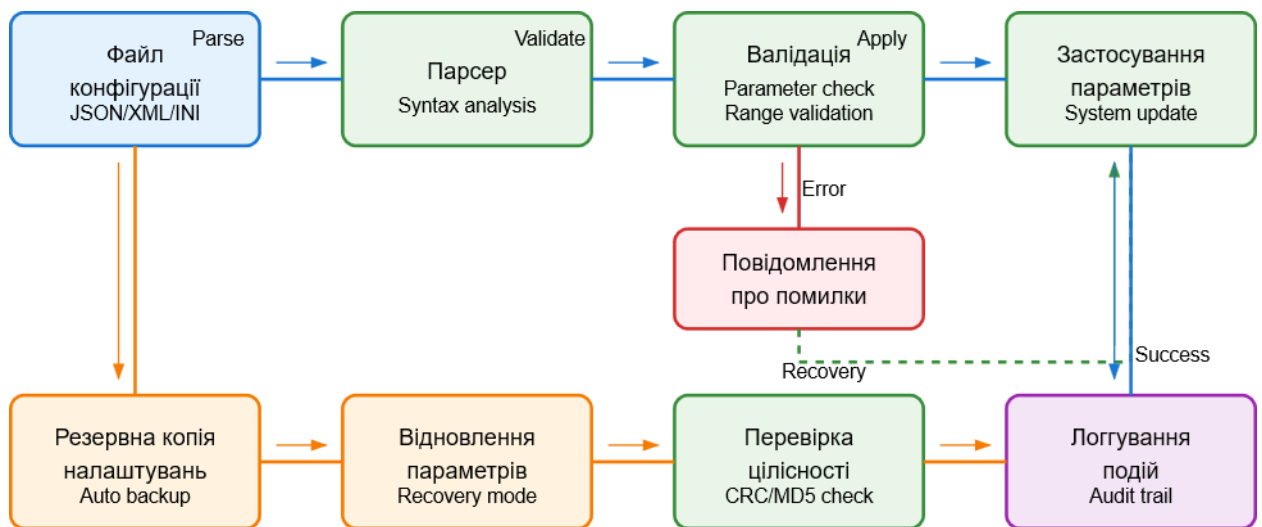 Файл
конфігурації
JSON/XML/INI
Parse
Парсер
Syntax analysis
Validate
Валідація
Parameter check
Range validation
Apply
Застосування
параметрів
System update
Error
Повідомлення
про помилки
Recovery
Success
Резервна копія
налаштувань
Auto backup
Відновлення
параметрів
Recovery mode
Перевірка
цілісності
CRC/MD5 check
Логгування
подій
Audit trail